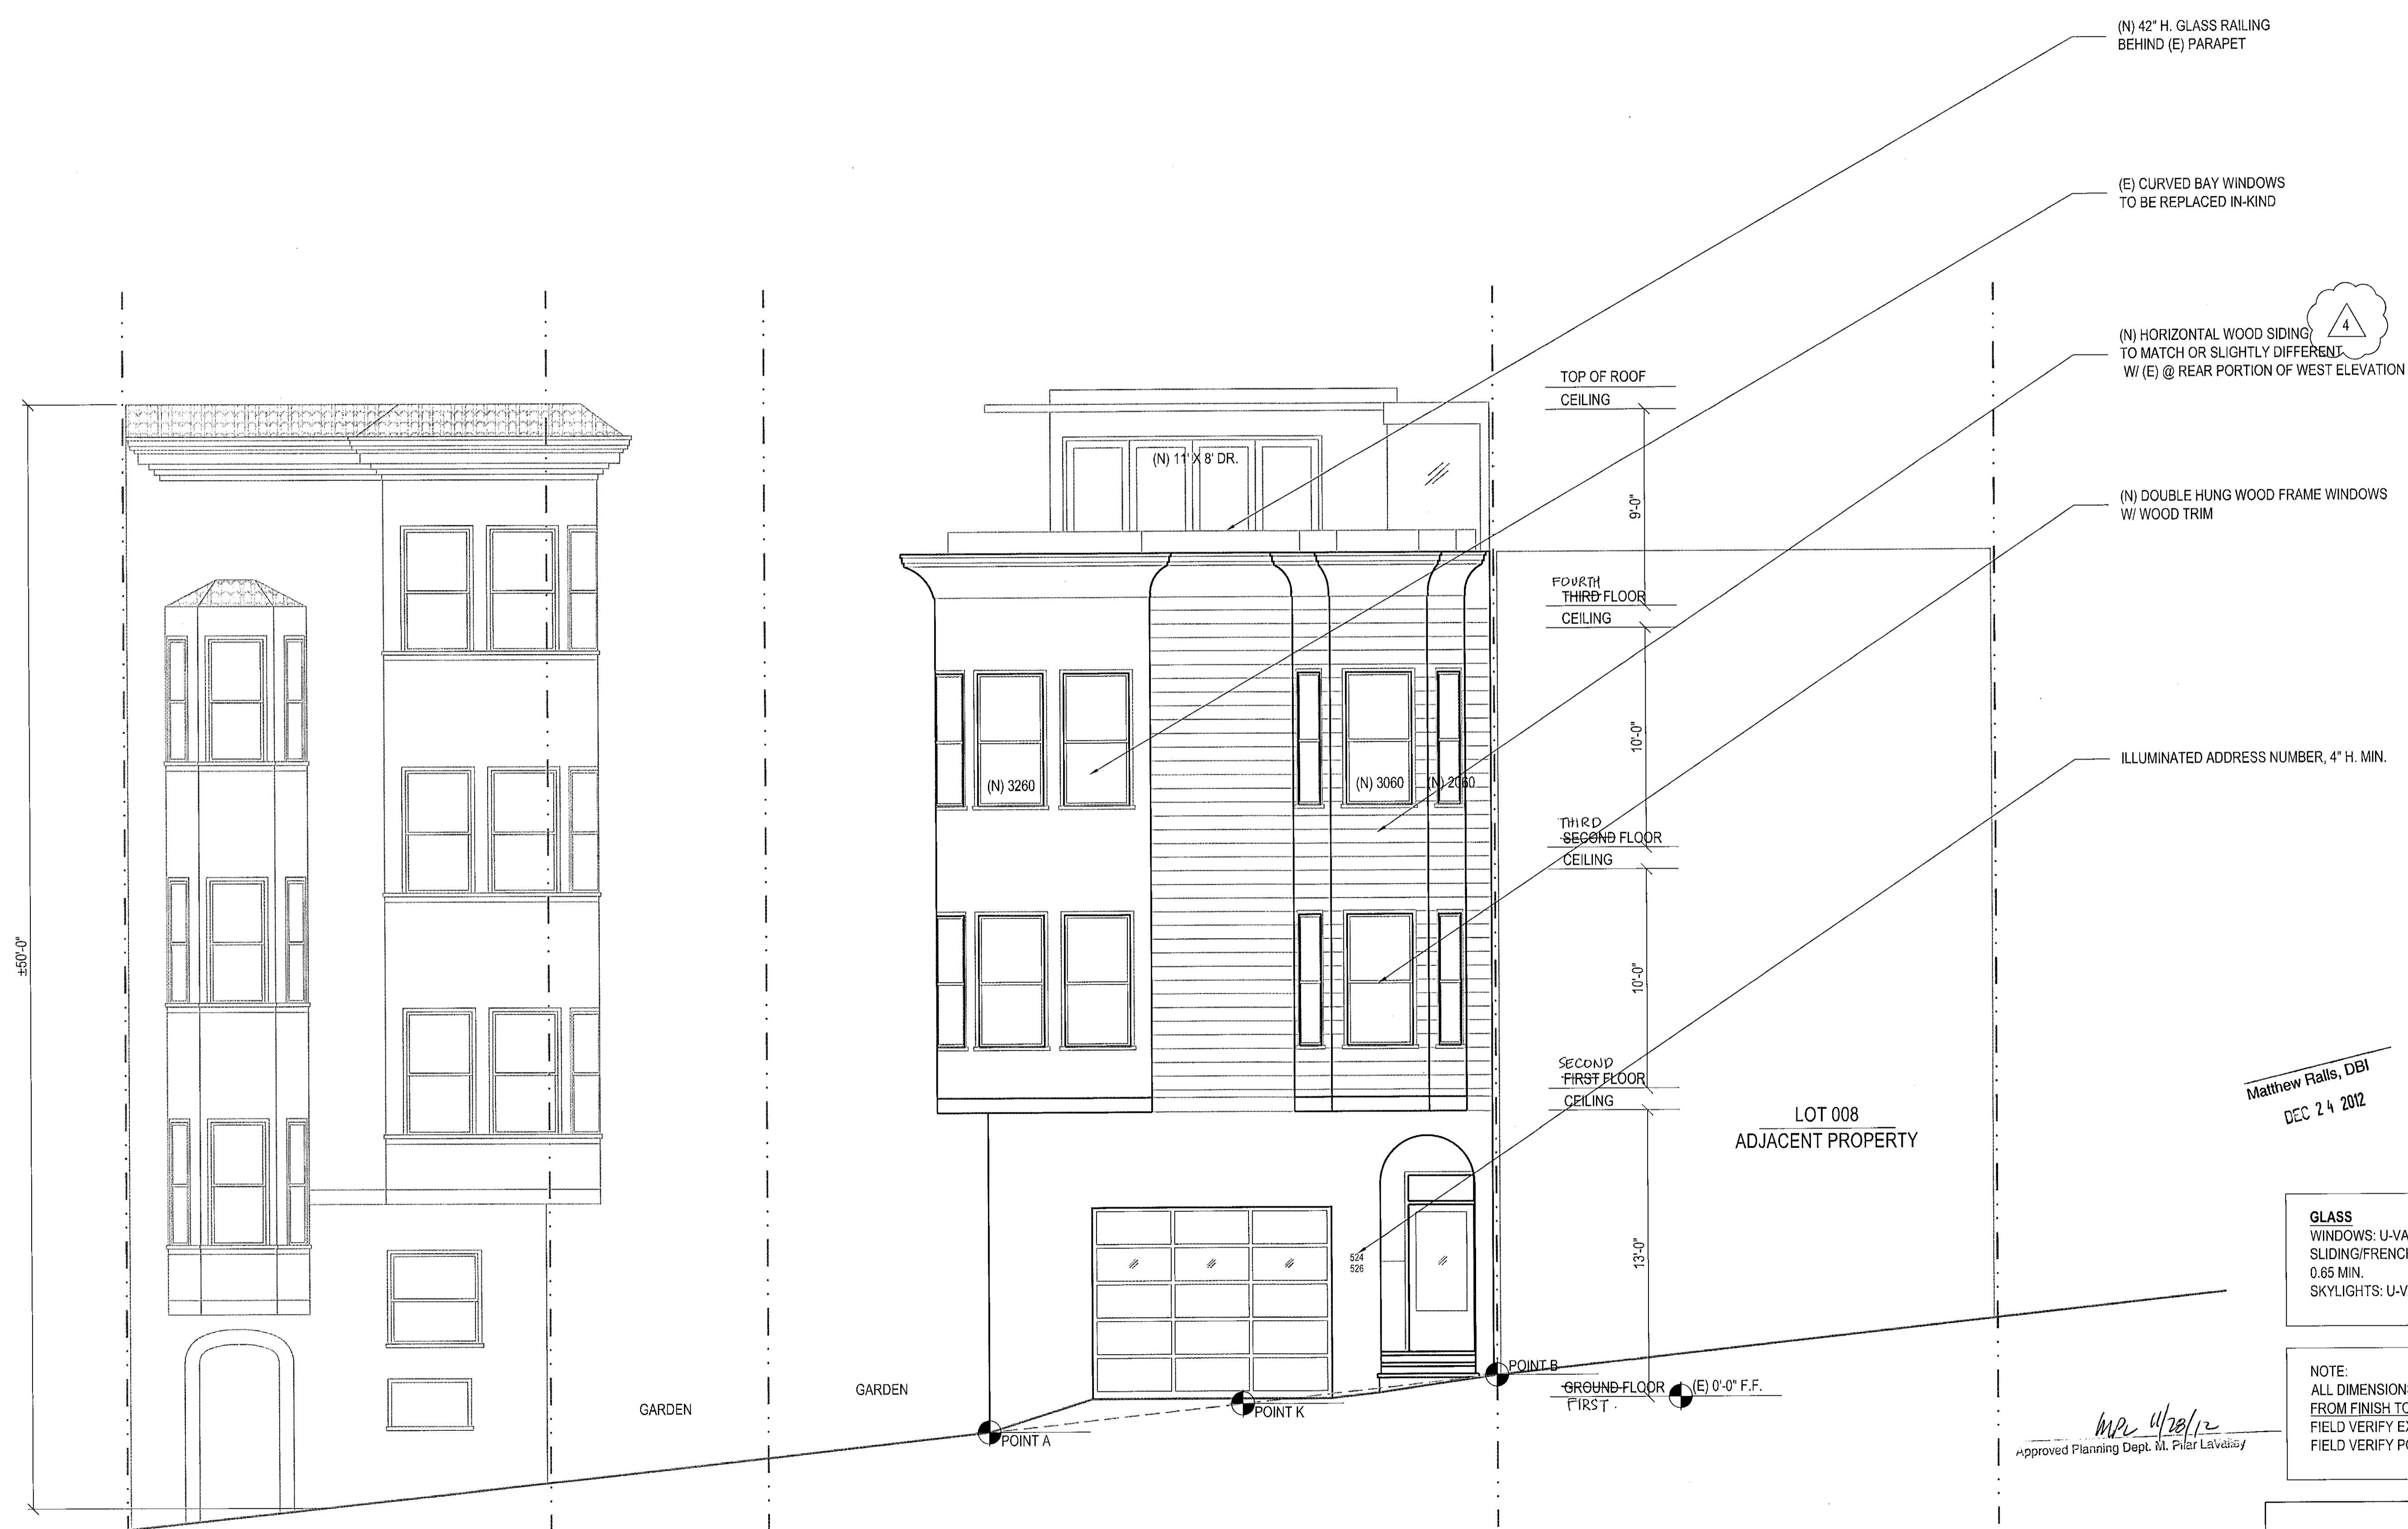 (N) 42" H. GLASS RAILING
BEHIND (E) PARAPET
(E) CURVED BAY WINDOWS
TO BE REPLACED IN-KIND
4
(N) HORIZONTAL WOOD SIDING
TO MATCH OR SLIGHTLY DIFFERENT
W/ (E) @ REAR PORTION OF WEST ELEVATION
TOP OF ROOF
CEILING
(N) 11' X 8' DR.
9'-0"
(N) DOUBLE HUNG WOOD FRAME WINDOWS
W/ WOOD TRIM
FOURTH
THIRD FLOOR
CEILING
10'-0"
(N) 3260
(N) 3060
(N) 2060
ILLUMINATED ADDRESS NUMBER, 4" H. MIN.
THIRD
SECOND FLOOR
CEILING
±50'-0"
10'-0"
SECOND
FIRST FLOOR
CEILING
LOT 008
ADJACENT PROPERTY
Matthew Ralls, DBI
DEC 24 2012
13'-0"
524
526
GLASS
WINDOWS: U-VA
SLIDING/FRENC
0.65 MIN.
SKYLIGHTS: U-V
POINT B
GROUND FLOOR
FIRST.
(E) 0'-0" F.F.
GARDEN
GARDEN
POINT K
POINT A
NOTE:
ALL DIMENSION
FROM FINISH TO
FIELD VERIFY EX
FIELD VERIFY PO
MPL 11/28/12
Approved Planning Dept. M. Pilar LaValley